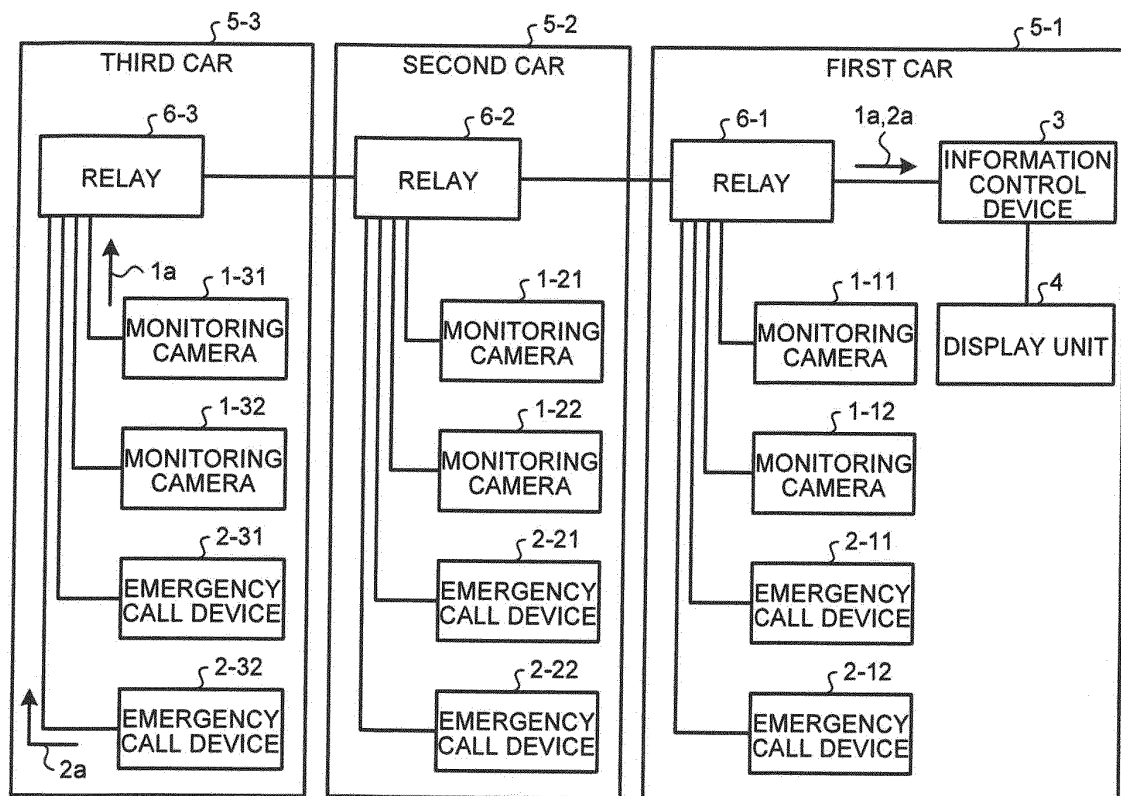 5-3
5-2
5-1
THIRD CAR
SECOND CAR
FIRST CAR
6-3
6-2
6-1
1a,2a
3
RELAY
RELAY
RELAY
INFORMATION
CONTROL
DEVICE
1a
1-31
1-21
1-11
4
MONITORING
CAMERA
MONITORING
CAMERA
MONITORING
CAMERA
DISPLAY UNIT
1-32
1-22
1-12
MONITORING
CAMERA
MONITORING
CAMERA
MONITORING
CAMERA
2-31
2-21
2-11
EMERGENCY
CALL DEVICE
EMERGENCY
CALL DEVICE
EMERGENCY
CALL DEVICE
2-32
2-22
2-12
EMERGENCY
CALL DEVICE
EMERGENCY
CALL DEVICE
EMERGENCY
CALL DEVICE
2a